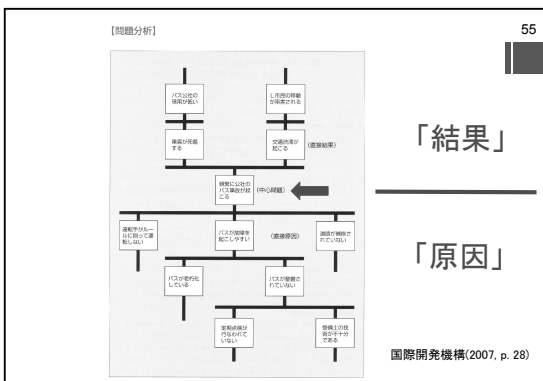 【問題分析】
55
バス公社の
信用が低い
L市民の移動
が阻害される
乗客が死傷
する
交通渋滞が
起こる
(直接結果)
「結果」
頻繁に公社の
バス事故が起
こる
(中心問題)
運転手がルー
ルに則って運
転しない
バスが故障を
起こしやすい
(直接原因)
道路が補修さ
れていない
「原因」
バスが老朽化
している
バスが整備さ
れていない
定期点検が
行なわれて
いない
整備士の技
術が不十分
である
国際開発機構(2007, p. 28)